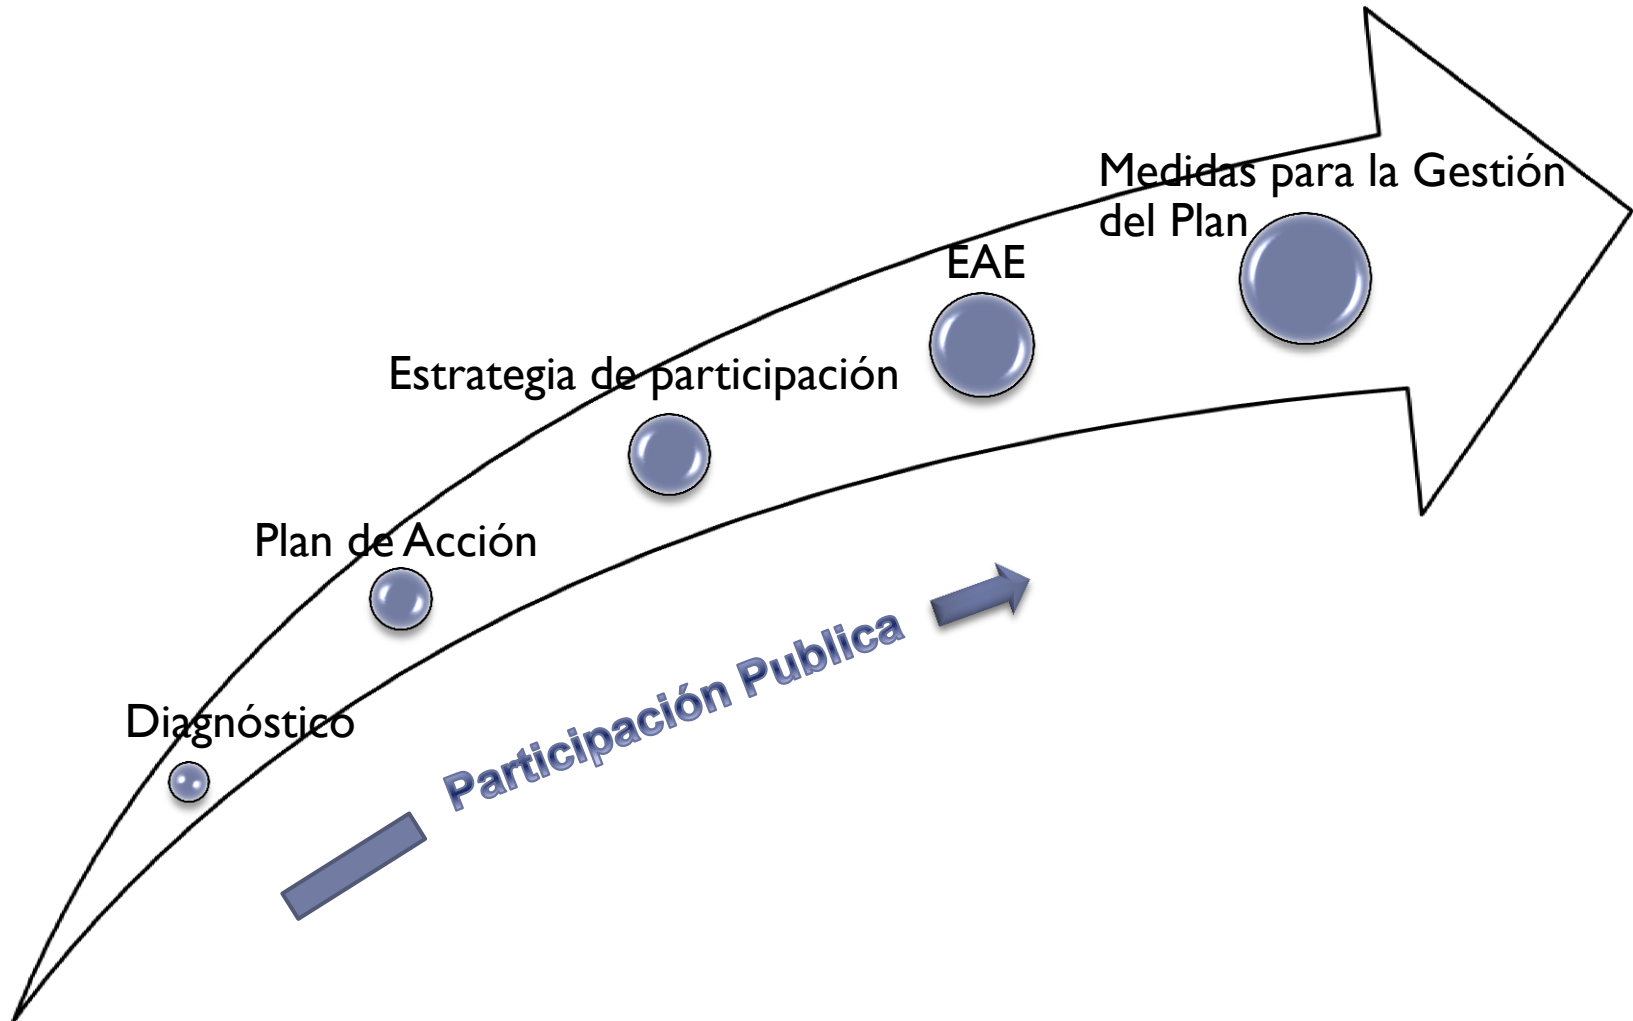 Medidas para la Gestión
del Plan
EAE
Estrategia de participación
Plan de Acción
Diagnóstico
Participación Publica